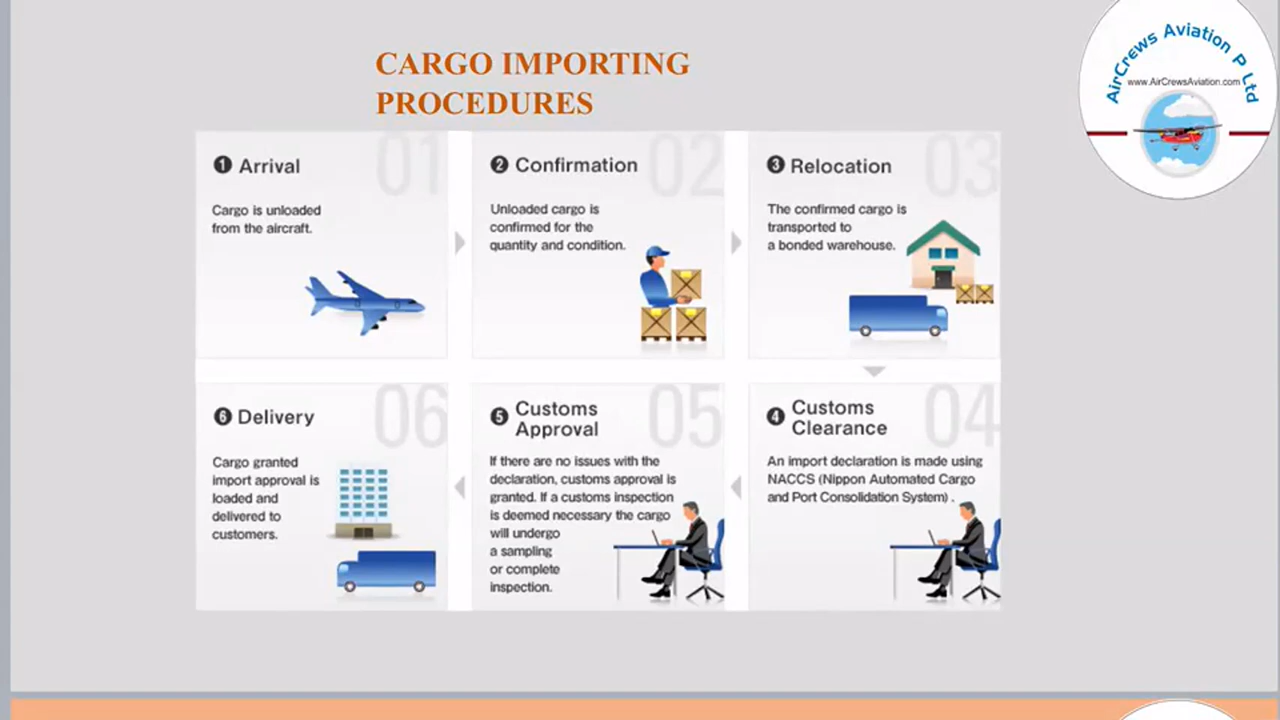 CARGO IMPORTING
PROCEDURES
AirCrews Aviation P Ltd
www.AirCrewsAviation.com
01
1 Arrival
Cargo is unloaded
from the aircraft.
02
2 Confirmation
Unloaded cargo is
confirmed for the
quantity and condition.
03
3 Relocation
The confirmed cargo is
transported to
a bonded warehouse.
04
4 Customs
Clearance
An import declaration is made using
NACCS (Nippon Automated Cargo
and Port Consolidation System) .
05
5 Customs
Approval
If there are no issues with the
declaration, customs approval is
granted. If a customs inspection
is deemed necessary the cargo
will undergo
a sampling
or complete
inspection.
06
6 Delivery
Cargo granted
import approval is
loaded and
delivered to
customers.